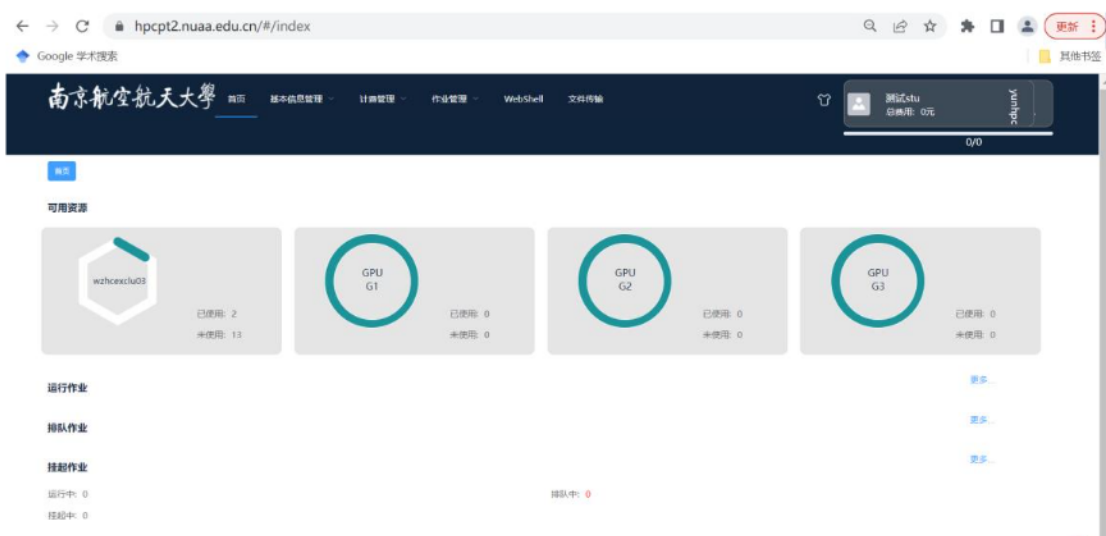 hpcpt2.nuaa.edu.cn/#/index
更新
Google 学术搜索
其他书签
南京航空航天大學
首页 基本信息管理 计费管理 作业管理 WebShell 文件传输
测试stu
总费用: 0元
yunhpc
0/0
首页
可用资源
wzhcexclu03
已使用: 2
未使用: 13
GPU
G1
已使用: 0
未使用: 0
GPU
G2
已使用: 0
未使用: 0
GPU
G3
已使用: 0
未使用: 0
运行作业 更多...
排队作业 更多...
挂起作业 更多...
运行中: 0 排队中: 0
挂起中: 0